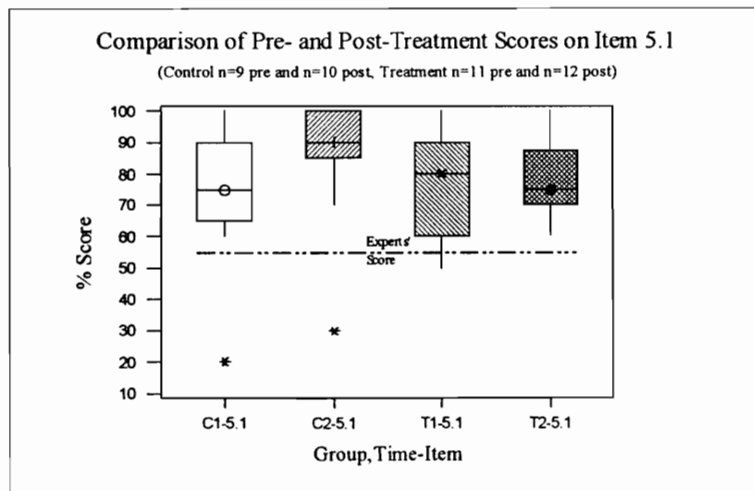 Comparison of Pre- and Post-Treatment Scores on Item 5.1
(Control n=9 pre and n=10 post, Treatment n=11 pre and n=12 post)
100
90
80
70
60
50
40
30
20
10
% Score
Experts'
Score
C1-5.1 C2-5.1 T1-5.1 T2-5.1
Group,Time-Item